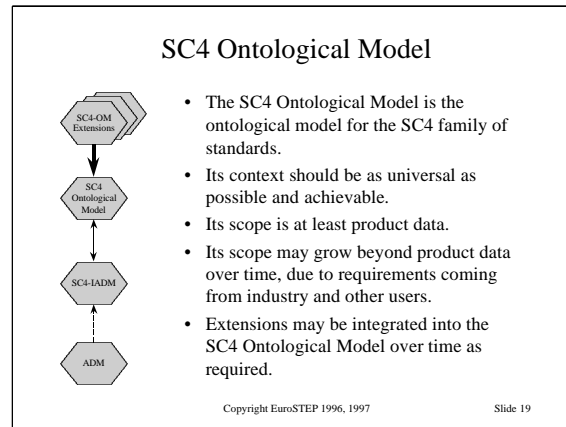 SC4 Ontological Model
SC4-OM
Extensions
SC4
Ontological
Model
SC4-IADM
ADM
• The SC4 Ontological Model is the
ontological model for the SC4 family of
standards.
• Its context should be as universal as
possible and achievable.
• Its scope is at least product data.
• Its scope may grow beyond product data
over time, due to requirements coming
from industry and other users.
• Extensions may be integrated into the
SC4 Ontological Model over time as
required.
Copyright EuroSTEP 1996, 1997
Slide 19